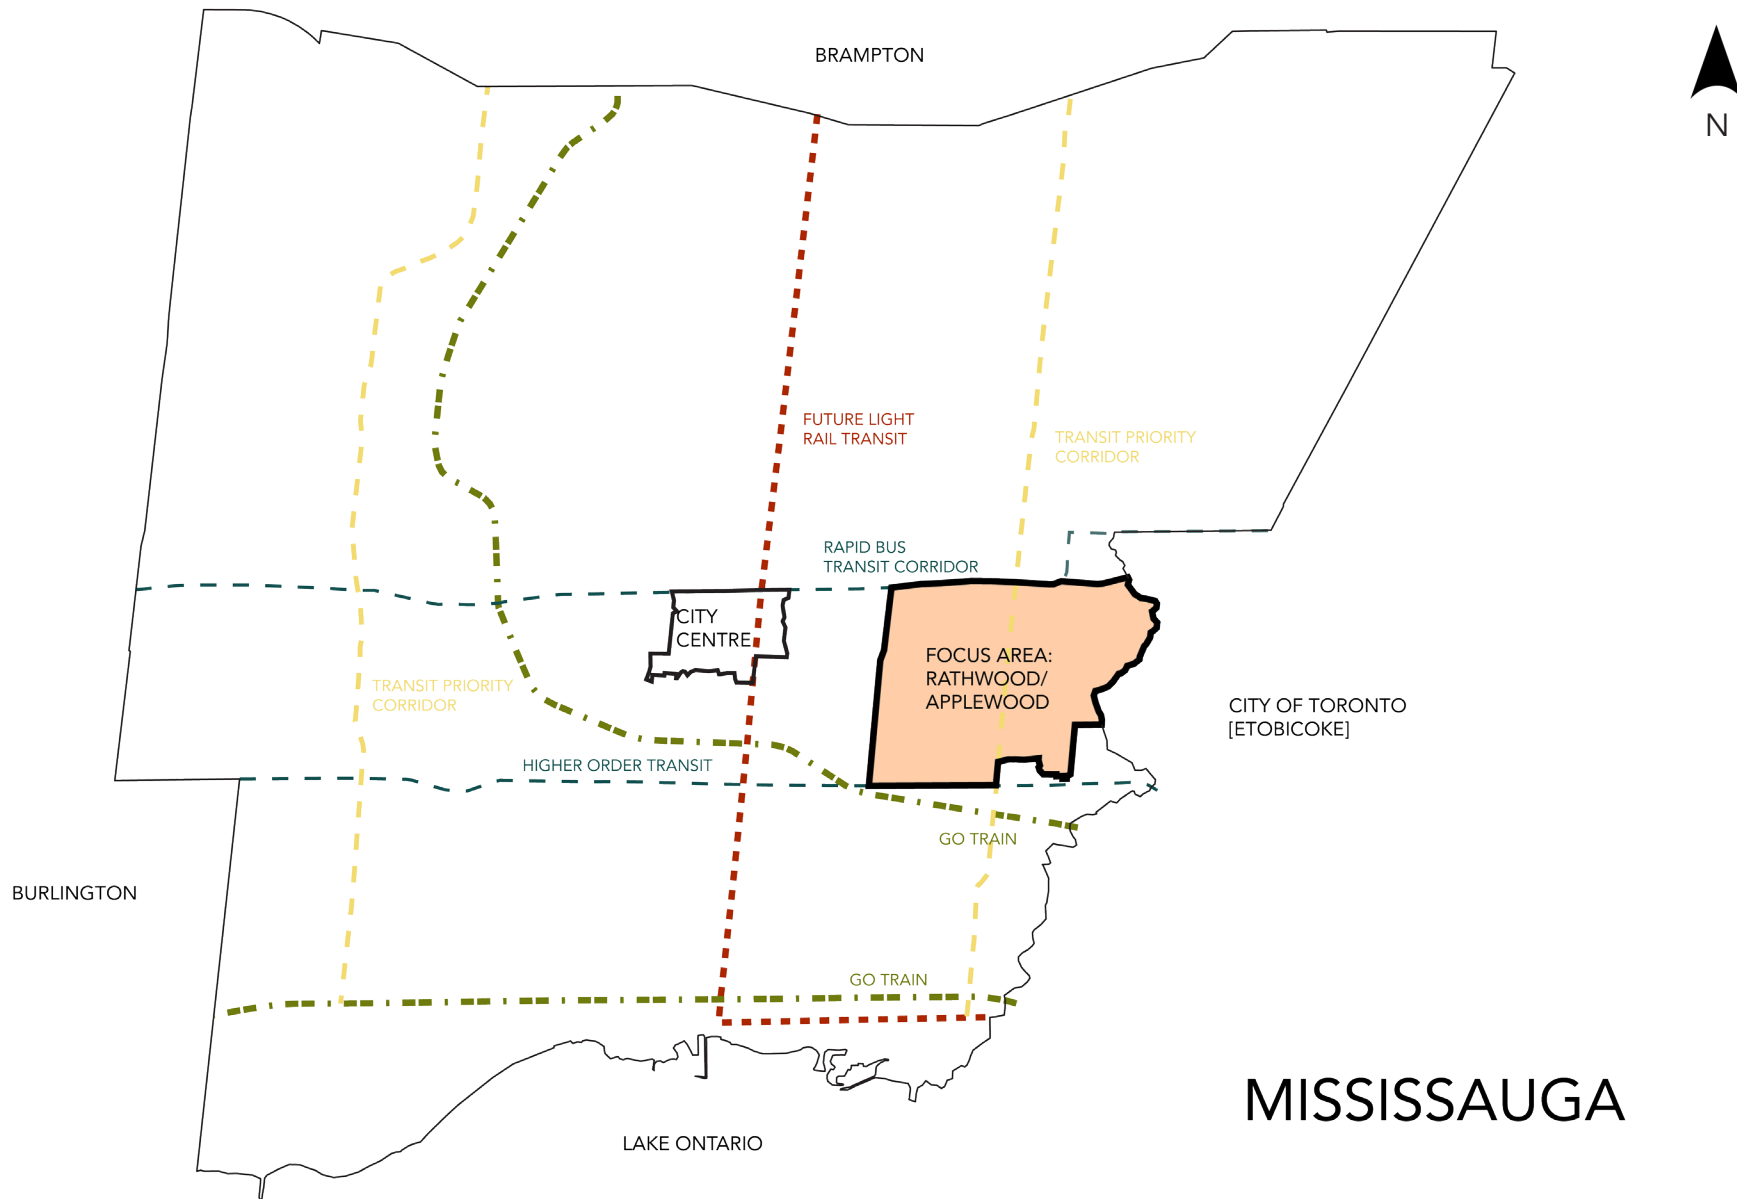 BRAMPTON
N
FUTURE LIGHT
RAIL TRANSIT
TRANSIT PRIORITY
CORRIDOR
RAPID BUS
TRANSIT CORRIDOR
CITY
CENTRE
FOCUS AREA:
RATHWOOD/
APPLEWOOD
TRANSIT PRIORITY
CORRIDOR
CITY OF TORONTO
[ETOBICOKE]
HIGHER ORDER TRANSIT
GO TRAIN
BURLINGTON
GO TRAIN
MISSISSAUGA
LAKE ONTARIO